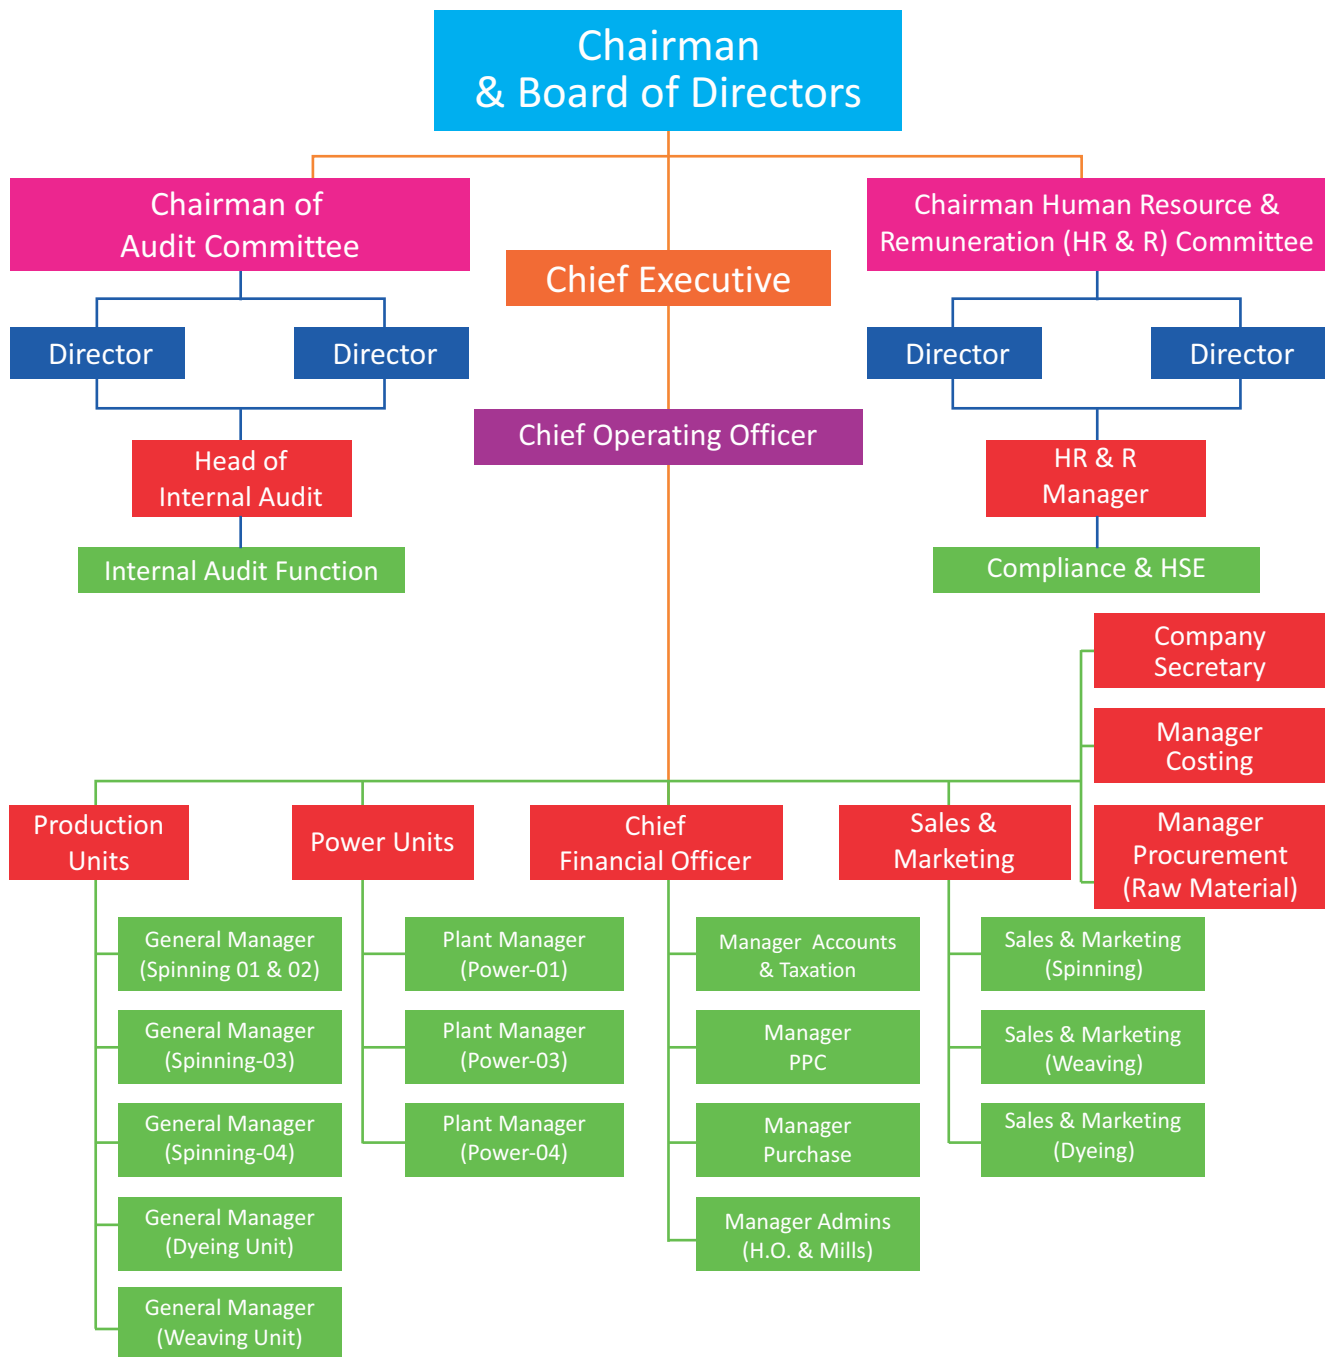 Chairman
& Board of Directors
Chairman of
Audit Committee
Chairman Human Resource &
Remuneration (HR & R) Committee
Chief Executive
Director
Director
Director
Director
Chief Operating Officer
Head of
Internal Audit
HR & R
Manager
Internal Audit Function
Compliance & HSE
Company
Secretary
Manager
Costing
Manager
Procurement
(Raw Material)
Production
Units
Power Units
Chief
Financial Officer
Sales &
Marketing
General Manager
(Spinning 01 & 02)
General Manager
(Spinning-03)
General Manager
(Spinning-04)
General Manager
(Dyeing Unit)
General Manager
(Weaving Unit)
Plant Manager
(Power-01)
Plant Manager
(Power-03)
Plant Manager
(Power-04)
Manager Accounts
& Taxation
Manager
PPC
Manager
Purchase
Manager Admins
(H.O. & Mills)
Sales & Marketing
(Spinning)
Sales & Marketing
(Weaving)
Sales & Marketing
(Dyeing)